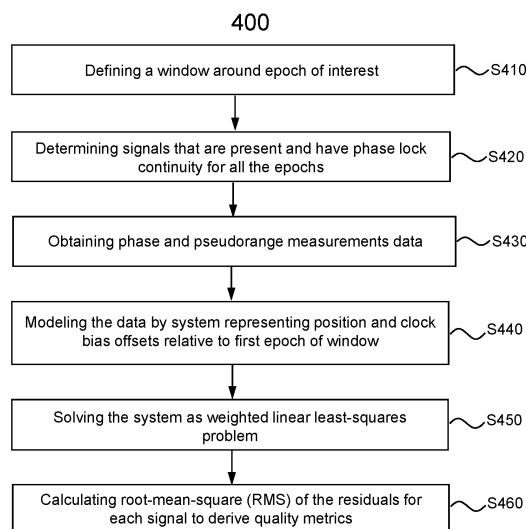 400
Defining a window around epoch of interest
S410
Determining signals that are present and have phase lock
continuity for all the epochs
S420
Obtaining phase and pseudorange measurements data
S430
Modeling the data by system representing position and clock
bias offsets relative to first epoch of window
S440
Solving the system as weighted linear least-squares
problem
S450
Calculating root-mean-square (RMS) of the residuals for
each signal to derive quality metrics
S460